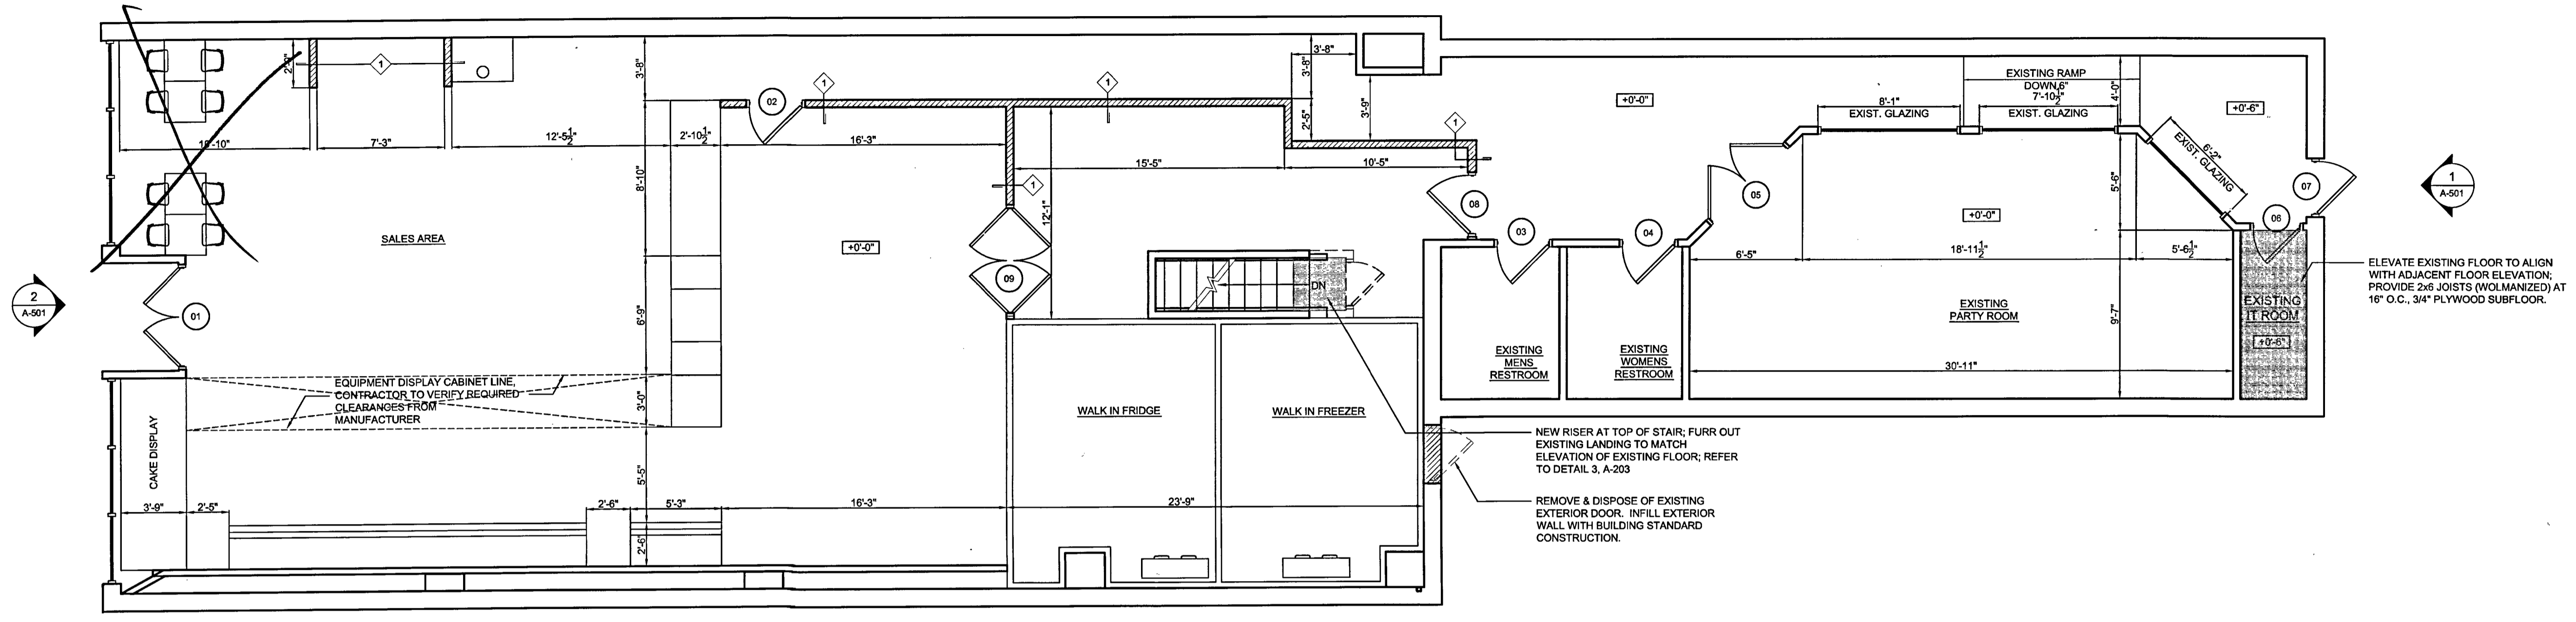 3'-8"
EXISTING RAMP
DOWN 6"
7'-10½"
4'-0"
2'-4"
1
3'-8"
3'-8"
1
02
1
+0'-0"
8'-1"
EXIST. GLAZING
EXIST. GLAZING
+0'-6"
2'-5"
3'-9"
1
7'-3"
12'-5½"
2'-10½"
16'-3"
15'-5"
10'-5"
6'-2"
EXIST. GLAZING
8'-10"
1
12'-1"
08
05
5'-6"
07
1
A-501
SALES AREA
+0'-0"
03
04
+0'-0"
06
6'-5"
18'-11½"
5'-6½"
2
A-501
01
09
DN
EXISTING
PARTY ROOM
EXISTING
IT ROOM
+0'-6"
ELEVATE EXISTING FLOOR TO ALIGN
WITH ADJACENT FLOOR ELEVATION;
PROVIDE 2x6 JOISTS (WOLMANIZED) AT
16" O.C., 3/4" PLYWOOD SUBFLOOR.
6'-9"
9'-7"
EXISTING
MENS
RESTROOM
EXISTING
WOMENS
RESTROOM
30'-11"
EQUIPMENT DISPLAY CABINET LINE,
CONTRACTOR TO VERIFY REQUIRED
CLEARANCES FROM
MANUFACTURER
3'-0"
CAKE DISPLAY
WALK IN FRIDGE
WALK IN FREEZER
NEW RISER AT TOP OF STAIR; FURR OUT
EXISTING LANDING TO MATCH
ELEVATION OF EXISTING FLOOR; REFER
TO DETAIL 3, A-203
5'-5"
3'-9"
2'-5"
2'-6"
5'-3"
16'-3"
23'-9"
2'-6"
REMOVE & DISPOSE OF EXISTING
EXTERIOR DOOR. INFILL EXTERIOR
WALL WITH BUILDING STANDARD
CONSTRUCTION.